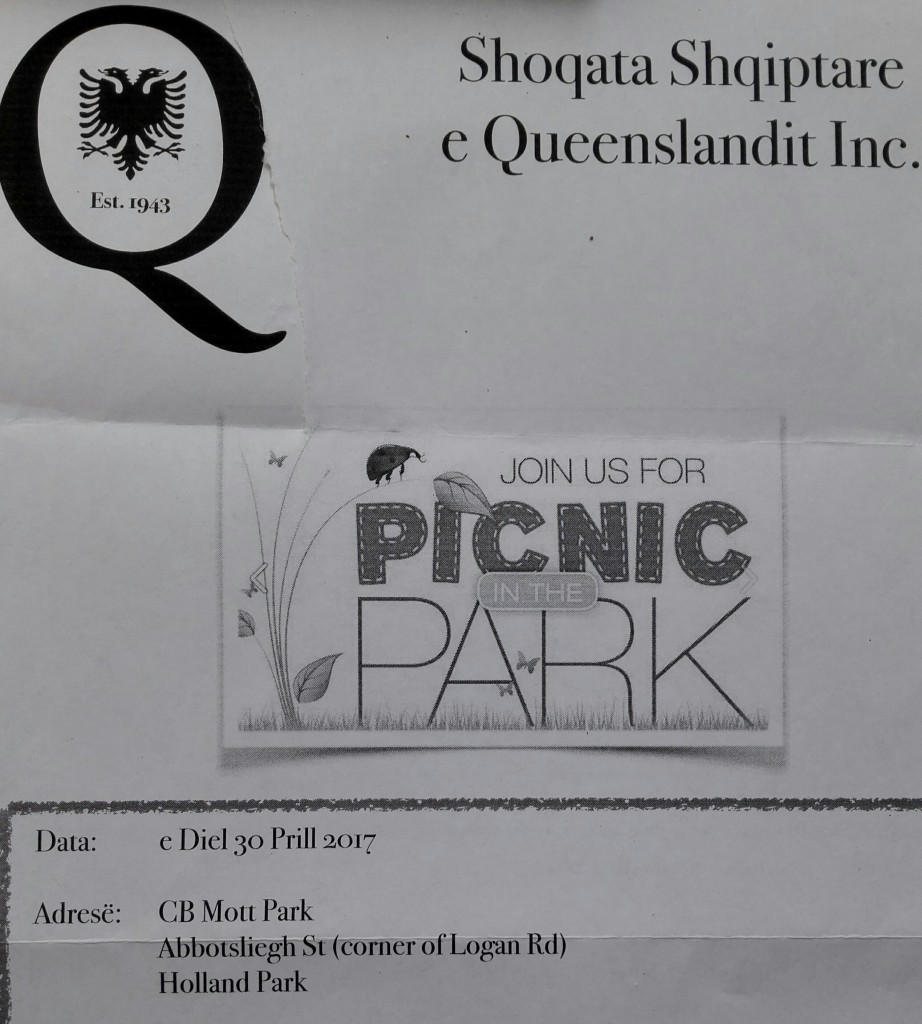 Shoqata Shqiptare
e Queenslandit Inc.
Est. 1943
JOIN US FOR
PICNIC
IN THE
PARK
Data: e Diel 30 Prill 2017
Adresë: CB Mott Park
Abbotsliegh St (corner of Logan Rd)
Holland Park